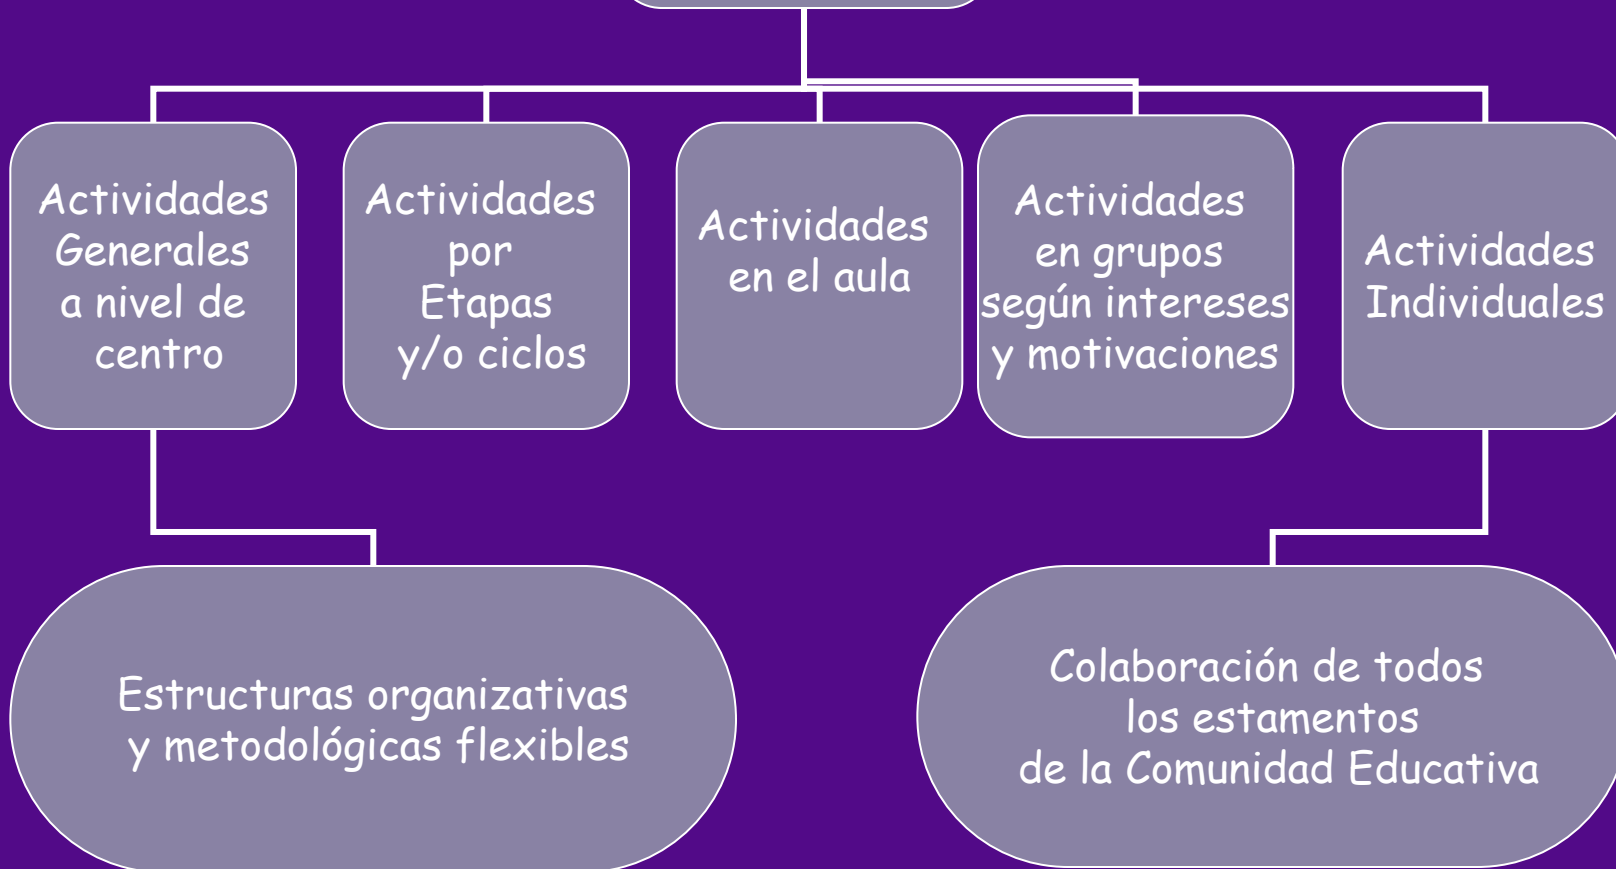 Actividades
Generales
a nivel de
centro
Actividades
por
Etapas
y/o ciclos
Actividades
en el aula
Actividades
en grupos
según intereses
y motivaciones
Actividades
Individuales
Estructuras organizativas
y metodológicas flexibles
Colaboración de todos
los estamentos
de la Comunidad Educativa